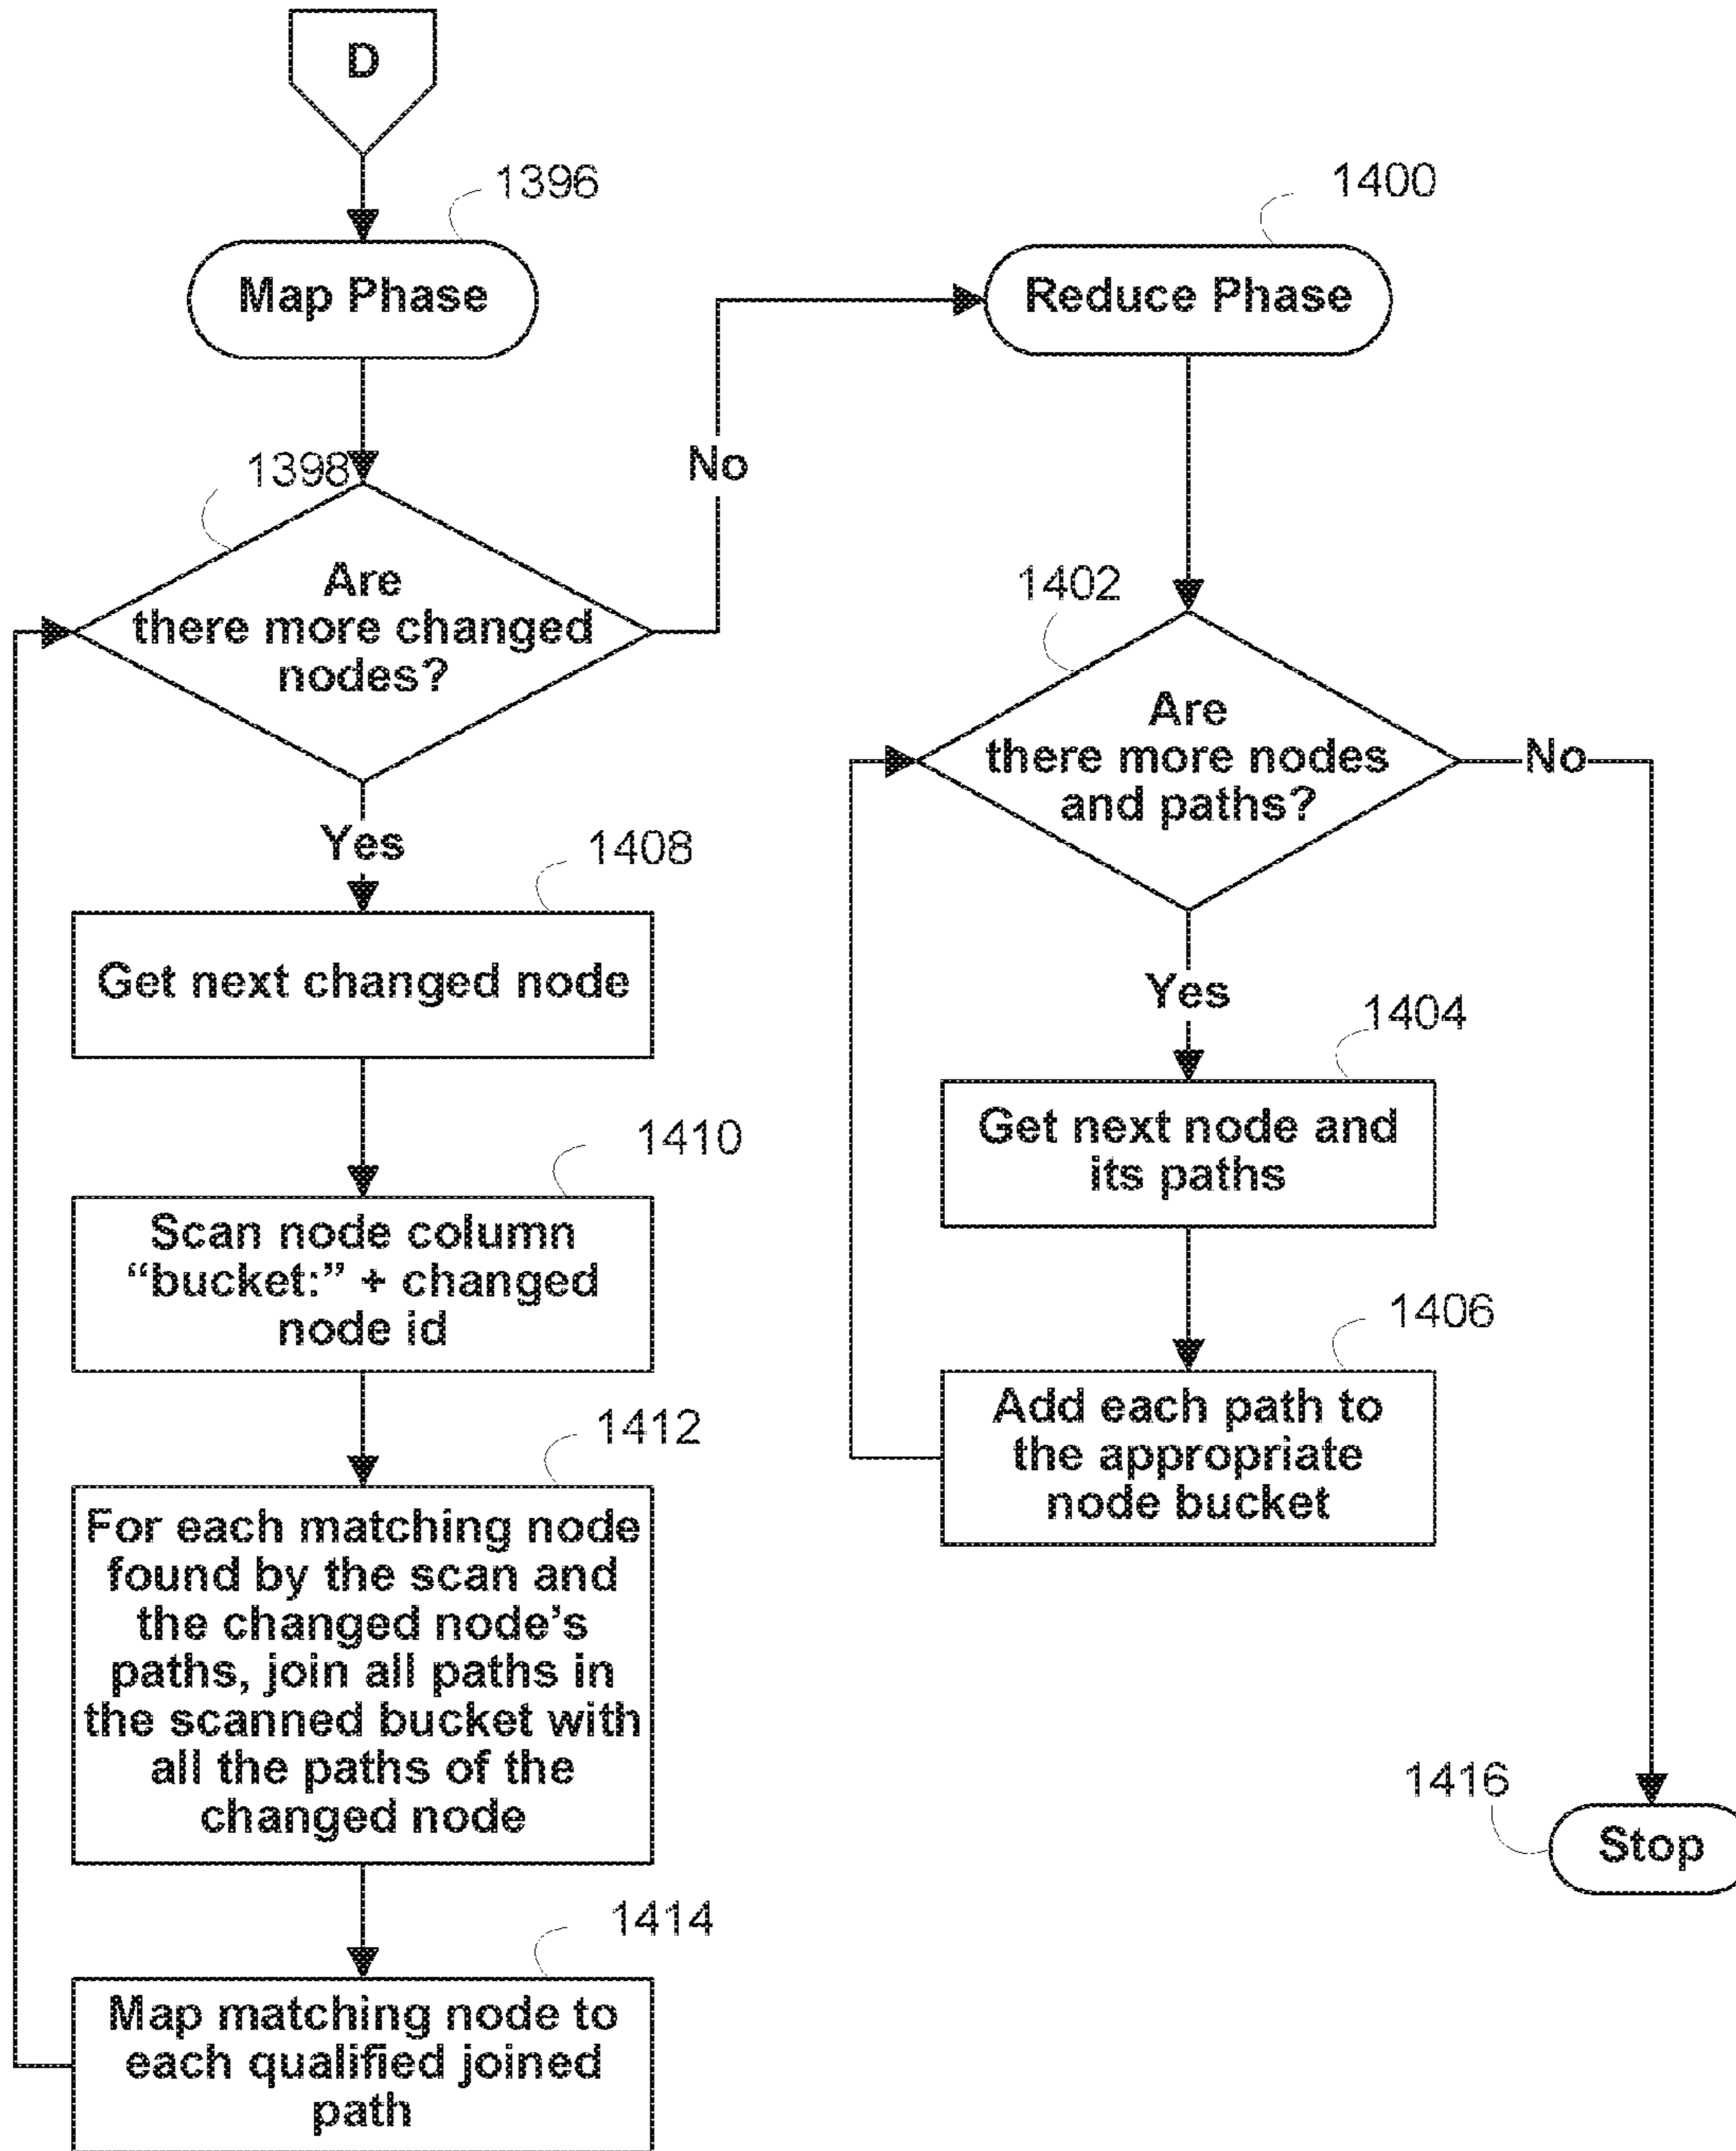 D
1396
Map Phase
1398
Are
there more changed
nodes?
No
Yes
1408
Get next changed node
1410
Scan node column
“bucket:” + changed
node id
1412
For each matching node
found by the scan and
the changed node’s
paths, join all paths in
the scanned bucket with
all the paths of the
changed node
1414
Map matching node to
each qualified joined
path
1400
Reduce Phase
1402
Are
there more nodes
and paths?
No
Yes
1404
Get next node and
its paths
1406
Add each path to
the appropriate
node bucket
1416
Stop